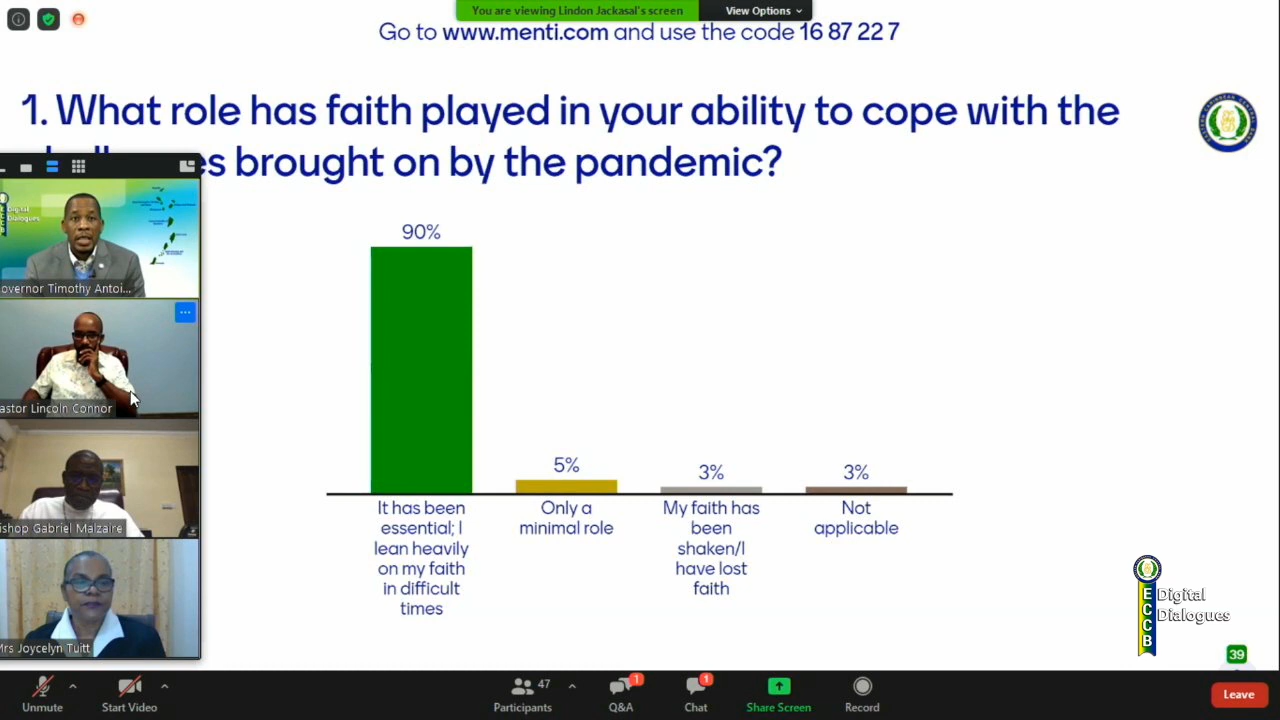 You are viewing Lindon Jackasal's screen
View Options
Go to www.menti.com and use the code 16 87 22 7
1. What role has faith played in your ability to cope with the
brought on by the pandemic?
Digital
Dialogues
overnor Timothy Antoi...
astor Lincoln Connor
ishop Gabriel Malzaire
Mrs Joycelyn Tuitt
90%
5%
3%
3%
It has been
essential; I
lean heavily
on my faith
in difficult
times
Only a
minimal role
My faith has
been
shaken/I
have lost
faith
Not
applicable
ECCB
Digital
Dialogues
39
Unmute
Start Video
47
Participants
1
Q&A
1
Chat
Share Screen
Record
Leave